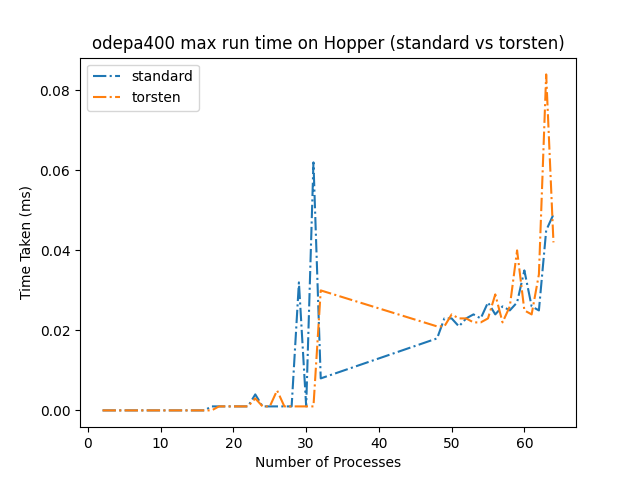 odepa400 max run time on Hopper (standard vs torsten)
standard
torsten
0.08
0.06
0.04
0.02
0.00
Time Taken (ms)
0 10 20 30 40 50 60
Number of Processes